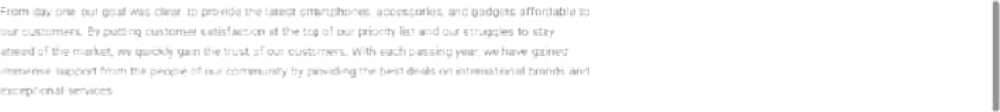 From day one our goal was clear, to provide the latest smartphones, accessories, and gadgets affordable to
our customers. By putting customer satisfaction at the top of our priority list and our struggles to stay
ahead of the market, we quickly gain the trust of our customers. With each passing year, we have gained
immense support from the people of our community by providing the best deals on international brands and
exceptional services